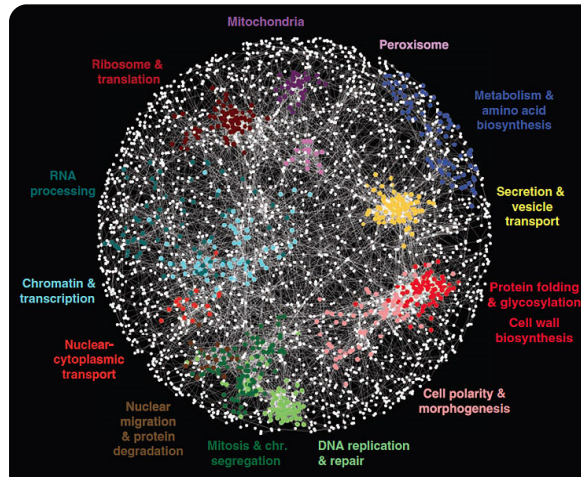 Mitochondria
Peroxisome
Ribosome &
translation
Metabolism &
amino acid
biosynthesis
RNA
processing
Secretion &
vesicle
transport
Chromatin &
transcription
Protein folding
& glycosylation
Cell wall
biosynthesis
Nuclear-
cytoplasmic
transport
Cell polarity &
morphogenesis
Nuclear
migration
& protein
degradation
Mitosis & chr.
segregation
DNA replication
& repair